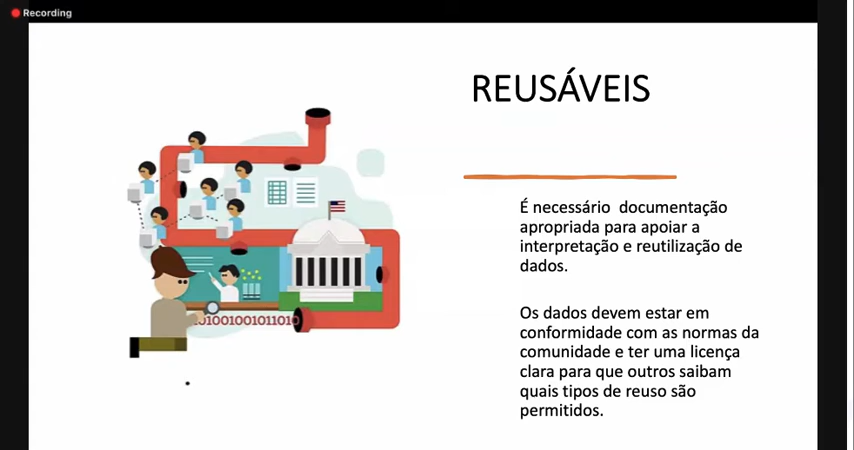 Recording
REUSÁVEIS
É necessário documentação
apropriada para apoiar a
interpretação e reutilização de
dados.
Os dados devem estar em
conformidade com as normas da
comunidade e ter uma licença
clara para que outros saibam
quais tipos de reuso são
permitidos.
01001001011010